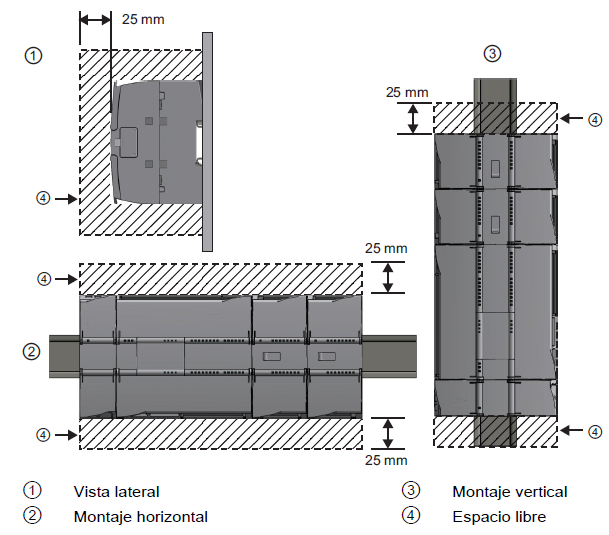 25 mm
①
③
25 mm
④
④
25 mm
④
②
④
④
25 mm
① Vista lateral
② Montaje horizontal
③ Montaje vertical
④ Espacio libre